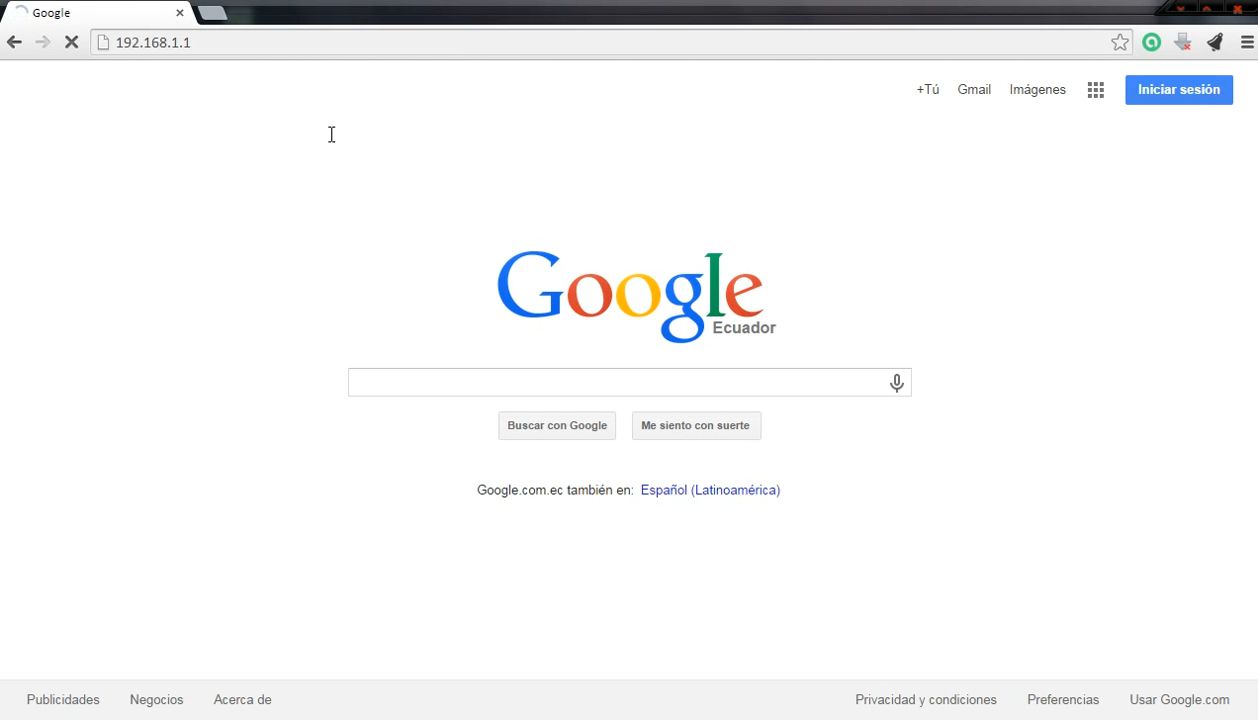 Google
192.168.1.1
+Tú Gmail Imágenes Iniciar sesión
Google
Ecuador
Buscar con Google Me siento con suerte
Google.com.ec también en: Español (Latinoamérica)
Publicidades Negocios Acerca de Privacidad y condiciones Preferencias Usar Google.com